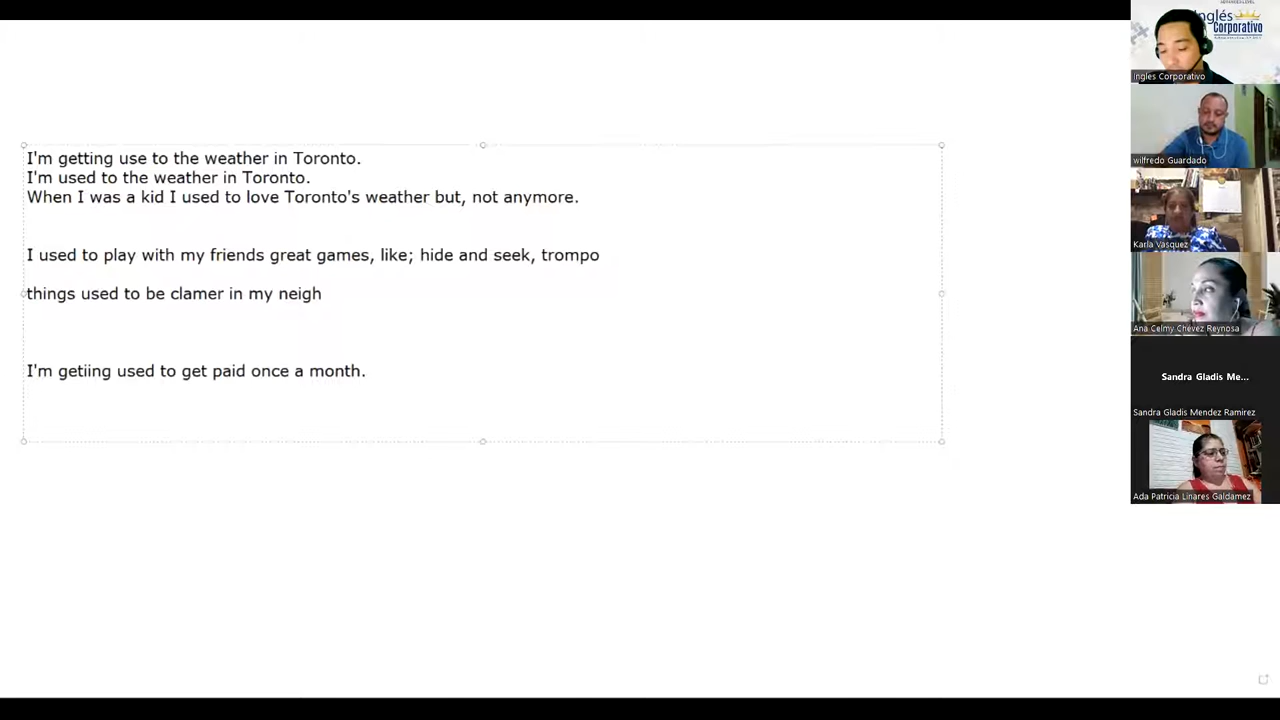 I'm getting use to the weather in Toronto.
I'm used to the weather in Toronto.
When I was a kid I used to love Toronto's weather but, not anymore.
I used to play with my friends great games, like; hide and seek, trompo
things used to be clamer in my neigh
I'm getiing used to get paid once a month.
Inglés
Corporativo
Ingles Corporativo
wilfredo Guardado
Karla Vasquez
Ana Celmy Chévez Reynosa
Sandra Gladis Me...
Sandra Gladis Mendez Ramirez
Ada Patricia Linares Galdamez